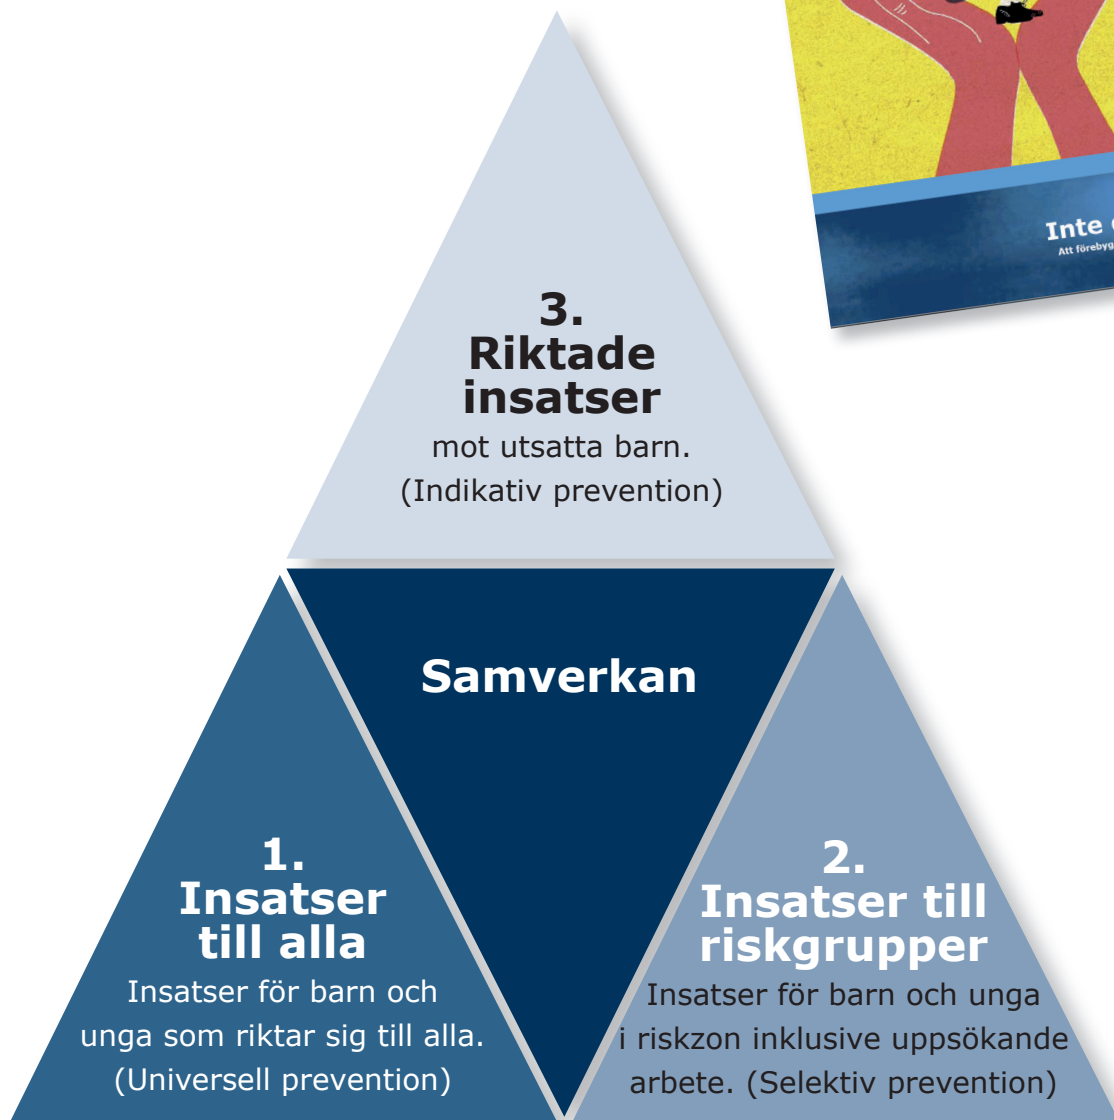 Inte
Att förebyg
3.
Riktade
insatser
mot utsatta barn.
(Indikativ prevention)
Samverkan
1.
Insatser
till alla
Insatser för barn och
unga som riktar sig till alla.
(Universell prevention)
2.
Insatser till
riskgrupper
Insatser för barn och unga
i riskzon inklusive uppsökande
arbete. (Selektiv prevention)